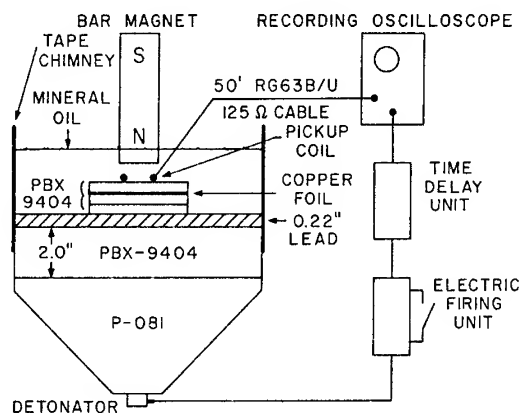 BAR MAGNET
RECORDING OSCILLOSCOPE
TAPE
CHIMNEY
S
50' RG63B/U
MINERAL
OIL
125 Ω CABLE
N
PICKUP
COIL
TIME
DELAY
UNIT
PBX
9404
COPPER
FOIL
0.22"
LEAD
2.0"
PBX-9404
ELECTRIC
FIRING
UNIT
P-081
DETONATOR